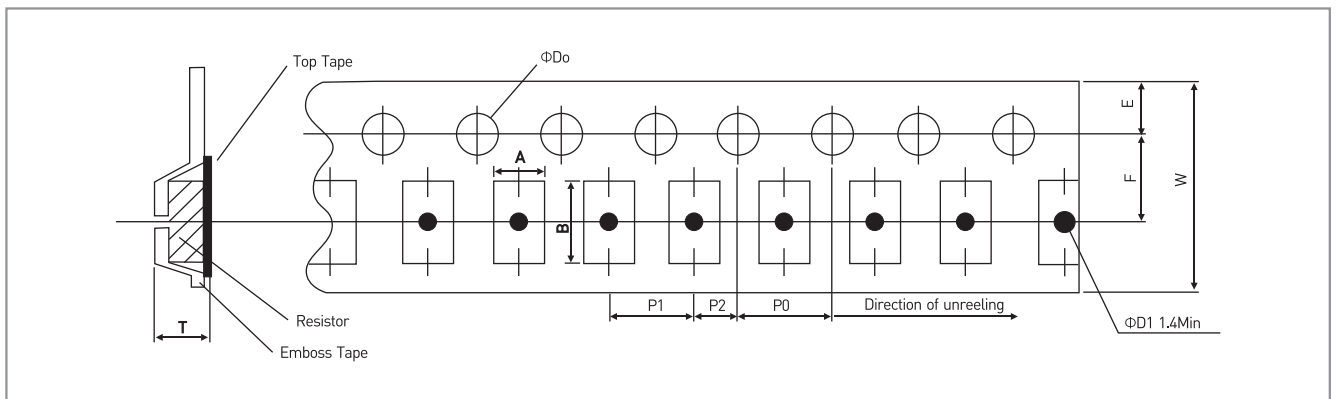 Top Tape
ΦDo
A
B
E
F
W
P1
P2
P0
Direction of unreeling
Resistor
T
Emboss Tape
ΦD1 1.4Min